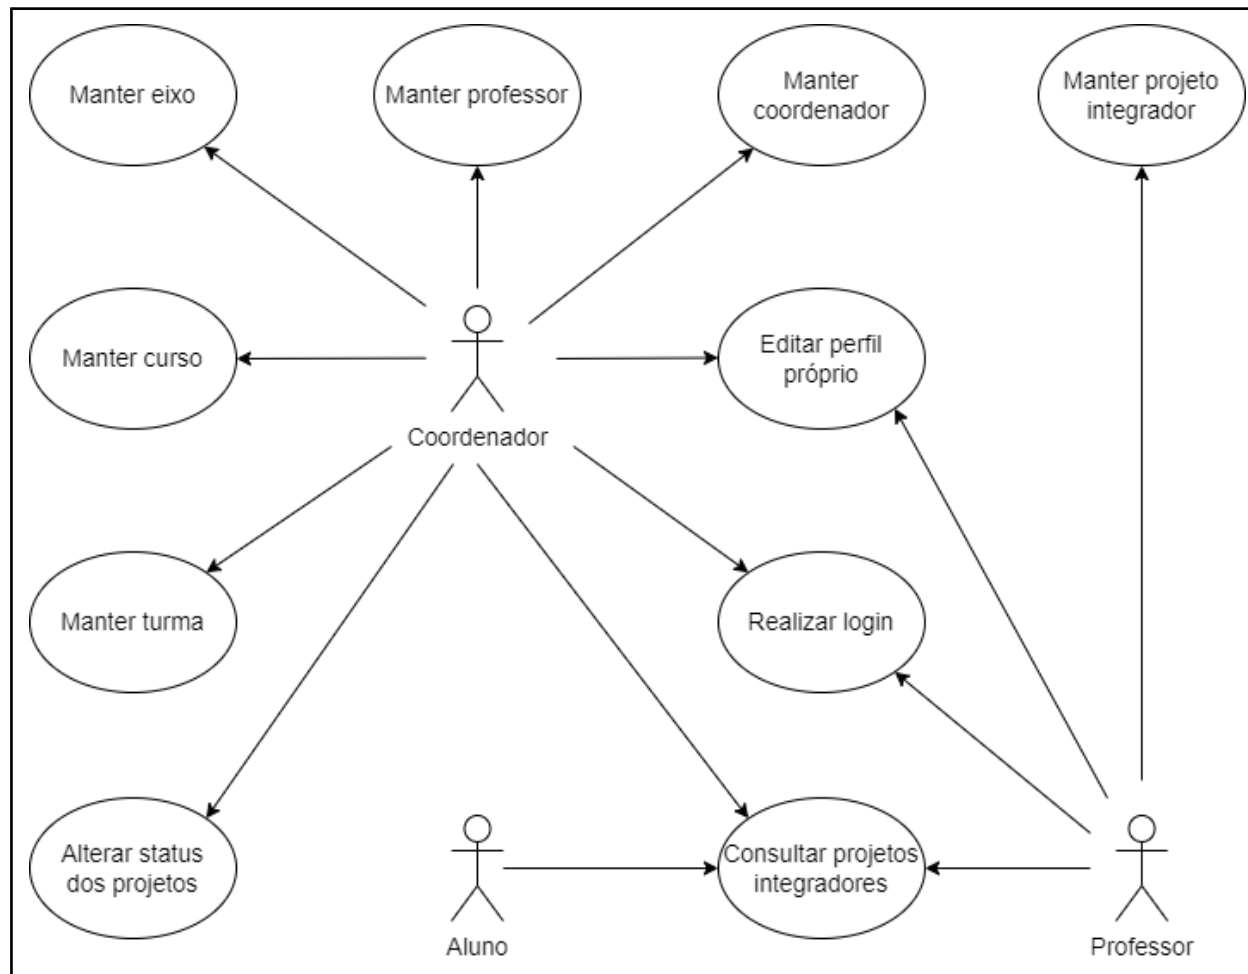 Manter eixo
Manter professor
Manter
coordenador
Manter projeto
integrador
Manter curso
Editar perfil
próprio
Coordenador
Manter turma
Realizar login
Alterar status
dos projetos
Consultar projetos
integradores
Aluno
Professor